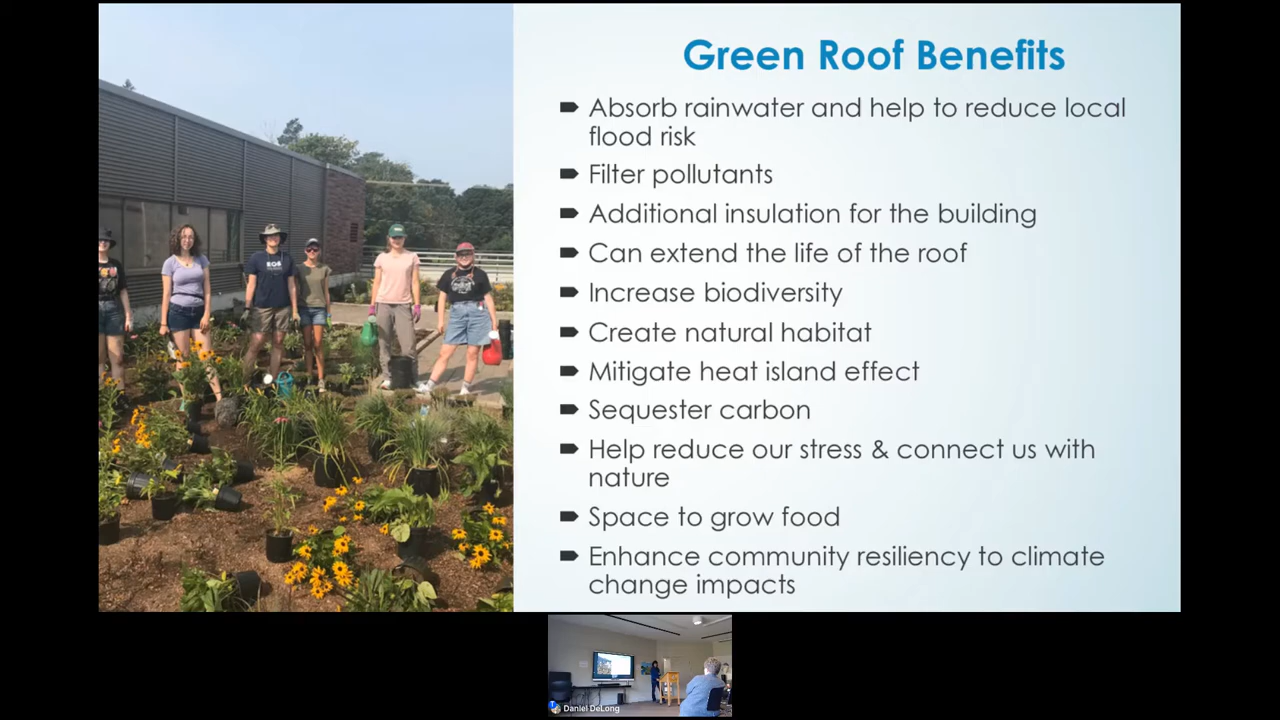 Green Roof Benefits
Absorb rainwater and help to reduce local
flood risk
Filter pollutants
Additional insulation for the building
Can extend the life of the roof
Increase biodiversity
Create natural habitat
Mitigate heat island effect
Sequester carbon
Help reduce our stress & connect us with
nature
Space to grow food
Enhance community resiliency to climate
change impacts
Daniel DeLong